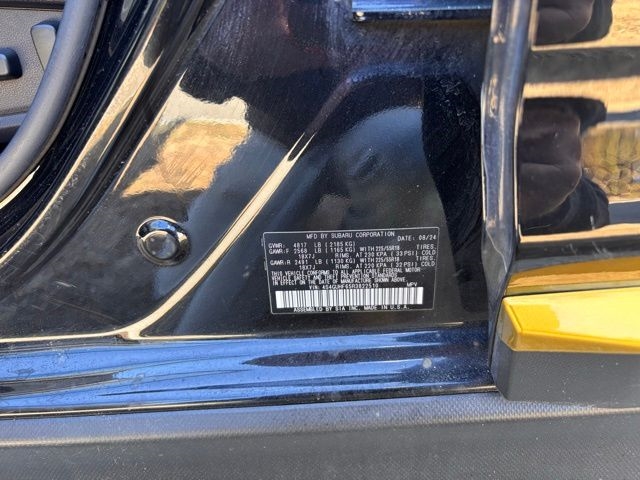 MFD BY SUBARU CORPORATION DATE: 08/24
GVWR: 4817 LB (2185 KG)
GAWR:F 2568 LB (1165 KG) WITH 225/55R18 TIRES,
18X7J RIMS, AT 230 KPA (33 PSI) COLD
GAWR:R 2491 LB (1130 KG) WITH 225/55R18 TIRES,
18X7J RIMS, AT 220 KPA (32 PSI) COLD
THIS VEHICLE CONFORMS TO ALL APPLICABLE FEDERAL MOTOR
VEHICLE SAFETY AND THEFT PREVENTION STANDARDS IN EFFECT
ON THE DATE OF MANUFACTURE SHOWN ABOVE.
VIN: 4S4GUHF65R3822510 MPV
ASSEMBLED BY SIA INC. MADE IN U.S.A.